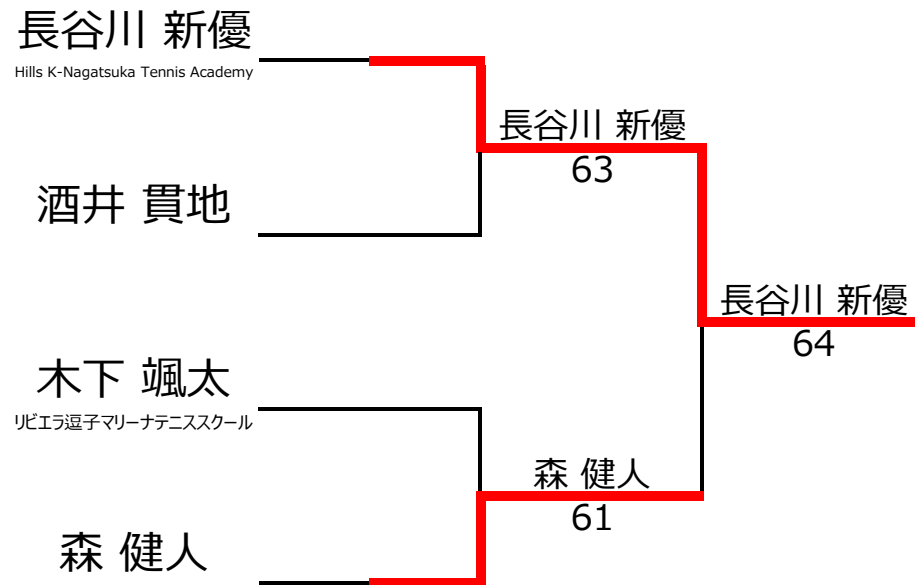 長谷川 新優
Hills K-Nagatsuka Tennis Academy
長谷川 新優
63
酒井 貫地
長谷川 新優
64
木下 颯太
リビエラ逗子マリーナテニススクール
森 健人
61
森 健人